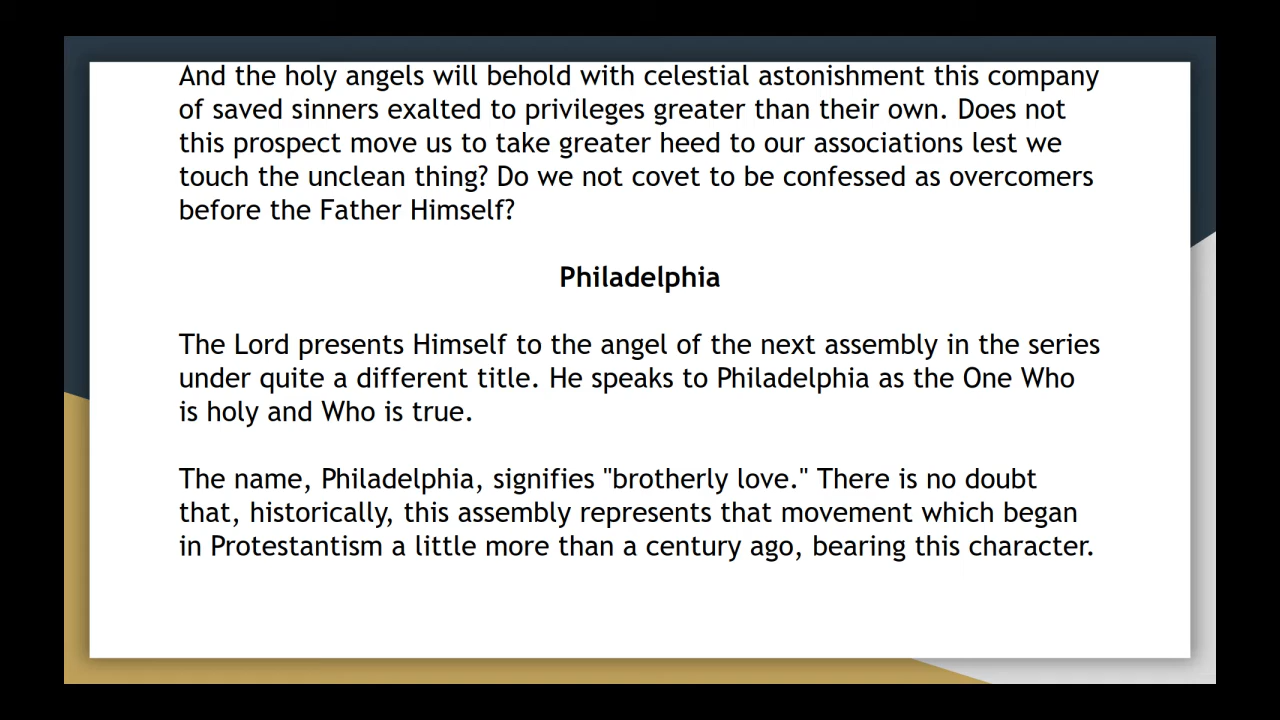 And the holy angels will behold with celestial astonishment this company
of saved sinners exalted to privileges greater than their own. Does not
this prospect move us to take greater heed to our associations lest we
touch the unclean thing? Do we not covet to be confessed as overcomers
before the Father Himself?
Philadelphia
The Lord presents Himself to the angel of the next assembly in the series
under quite a different title. He speaks to Philadelphia as the One Who
is holy and Who is true.
The name, Philadelphia, signifies "brotherly love." There is no doubt
that, historically, this assembly represents that movement which began
in Protestantism a little more than a century ago, bearing this character.